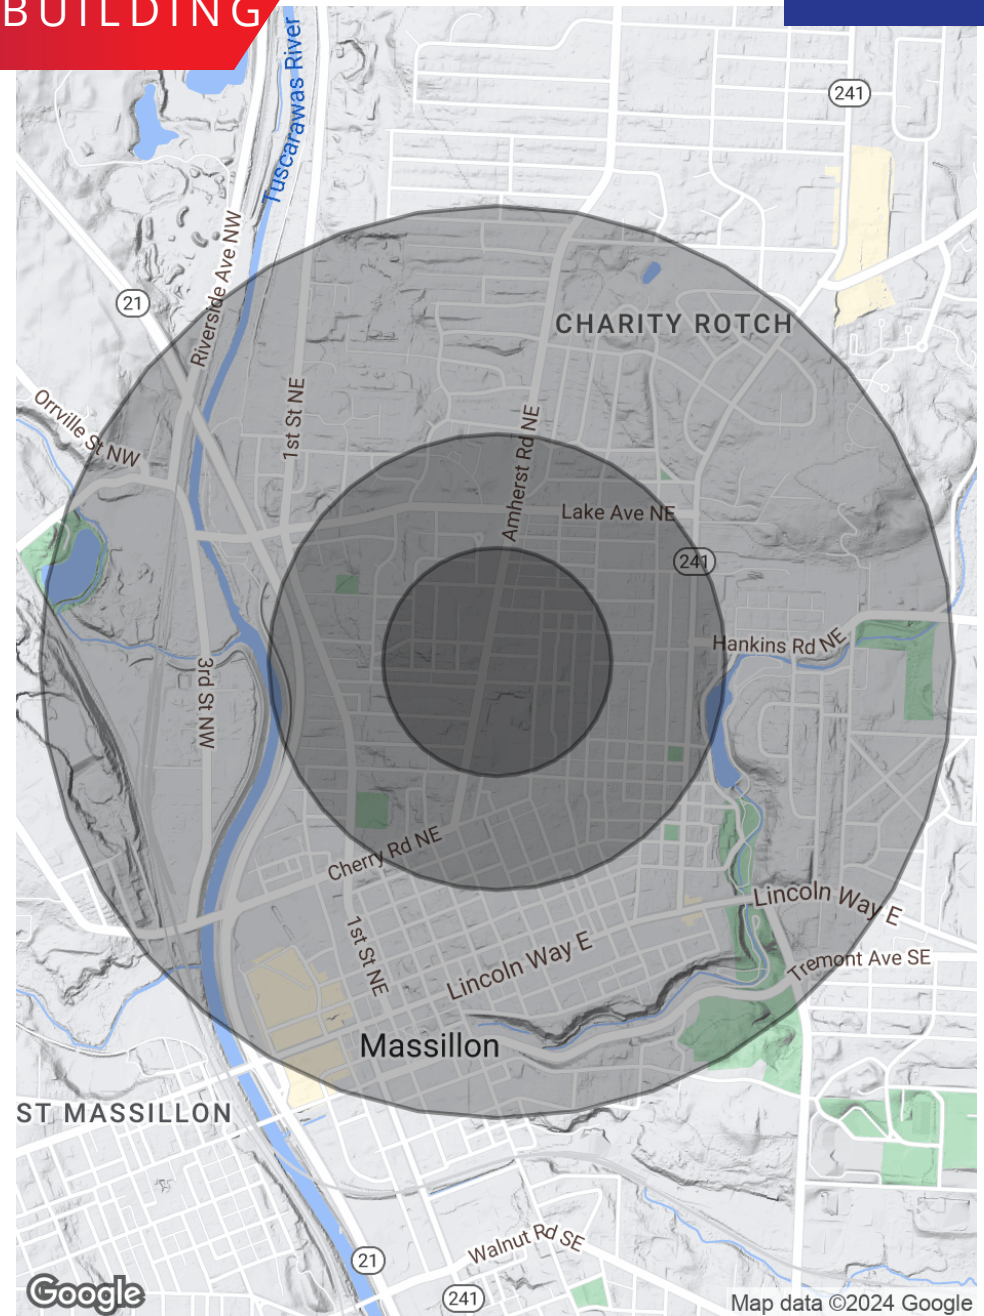 BUILDING
Tuscarawas River
241
Riverside Ave NW
21
CHARITY ROTCH
Orrville St NW
1st St NE
Amherst Rd NE
Lake Ave NE
241
Hankins Rd NE
3rd St NW
Cherry Rd NE
Lincoln Way E
1st St NE
Lincoln Way E
Tremont Ave SE
Massillon
ST MASSILLON
Walnut Rd SE
21
241
Google
Map data ©2024 Google